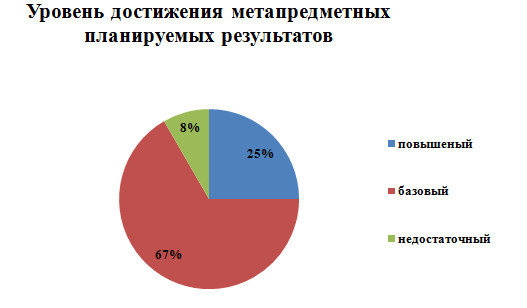 Уровень достижения метапредметных
планируемых результатов
8%
25%
67%
повышеный
базовый
недостаточный